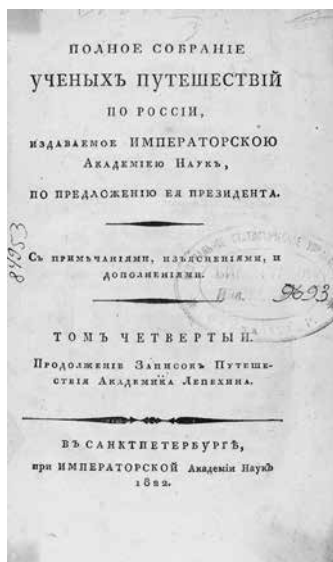 ПОЛНОЕ СОБРАНІЕ
УЧЕНЫХЪ ПУТЕШЕСТВІЙ
ПО РОССІИ,
ИЗДАВАЕМОЕ ИМПЕРАТОРСКОЮ
АКАДЕМІЕЮ НАУКЪ,
ПО ПРЕДЛОЖЕНІЮ ЕЯ ПРЕЗИДЕНТА.
Съ примѣчаніями, изъясненіями, и
дополненіями.
9693
ТОМЪ ЧЕТВЕРТЫЙ.
Продолженіе Записокъ Путеше-
ствія Академика Лепехина.
ВЪ САНКТПЕТЕРБУРГѢ,
при ИМПЕРАТОРСКОЙ Академіи Наукъ
1822.
84953